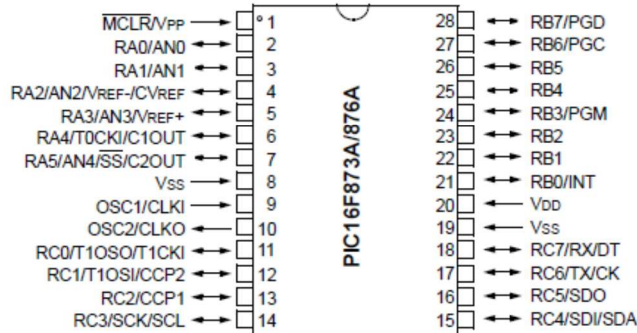 MCLR/VPP 1 28 RB7/PGD
RA0/AN0 2 27 RB6/PGC
RA1/AN1 3 26 RB5
RA2/AN2/VREF-/CVREF 4 25 RB4
RA3/AN3/VREF+ 5 24 RB3/PGM
RA4/T0CKI/C1OUT 6 23 RB2
RA5/AN4/SS/C2OUT 7 22 RB1
VSS 8 21 RB0/INT
OSC1/CLKI 9 20 VDD
OSC2/CLKO 10 19 VSS
RC0/T1OSO/T1CKI 11 18 RC7/RX/DT
RC1/T1OSI/CCP2 12 17 RC6/TX/CK
RC2/CCP1 13 16 RC5/SDO
RC3/SCK/SCL 14 15 RC4/SDI/SDA
PIC16F873A/876A